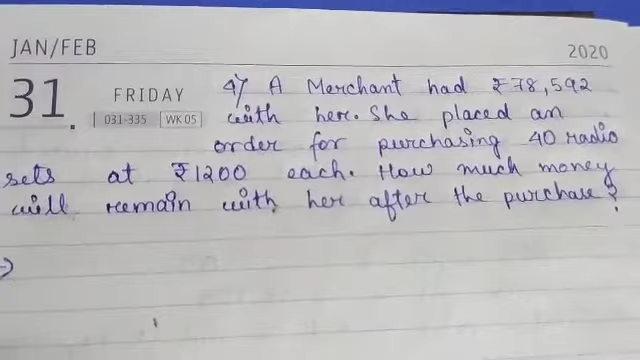 JAN/FEB
2020
31. FRIDAY
031-335 WK 05
4) A Merchant had ₹78,592
with her. She placed an
order for purchasing 40 radio
sets at ₹1200 each. How much money
will remain with her after the purchase?
→